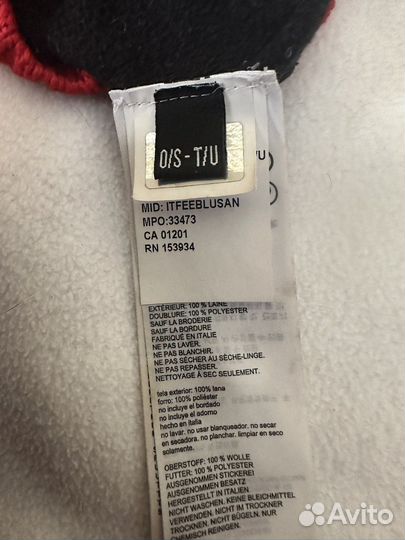 O/S - T/U
MID: ITFEEBLUSAN
MPO:33473
CA 01201
RN 153934
EXTÉRIEUR: 100 % LAINE
DOUBLURE: 100 % POLYESTER
SAUF LA BRODERIE
SAUF LA BORDURE
FABRIQUÉ EN ITALIE
NE PAS LAVER.
NE PAS BLANCHIR.
NE PAS SÉCHER AU SÈCHE-LINGE.
NE PAS REPASSER.
NETTOYAGE À SEC SEULEMENT.
tela exterior: 100% lana
forro: 100% poliéster
no incluye el bordado
no incluye el adorno
hecho en italia
no lavar. no usar blanqueador. no secar
en secadora. no planchar. limpiar en seco
solamente.
OBERSTOFF: 100 % WOLLE
FUTTER: 100 % POLYESTER
AUSGENOMMEN STICKEREI
AUSGENOMMEN BESATZ
HERGESTELLT IN ITALIEN
NICHT WASCHEN. KEINE BLEICHMITTEL
VERWENDEN. NICHT IM TROCKNER
TROCKNEN. NICHT BÜGELN. NUR
CHEMISCH REINIGEN.
Avito